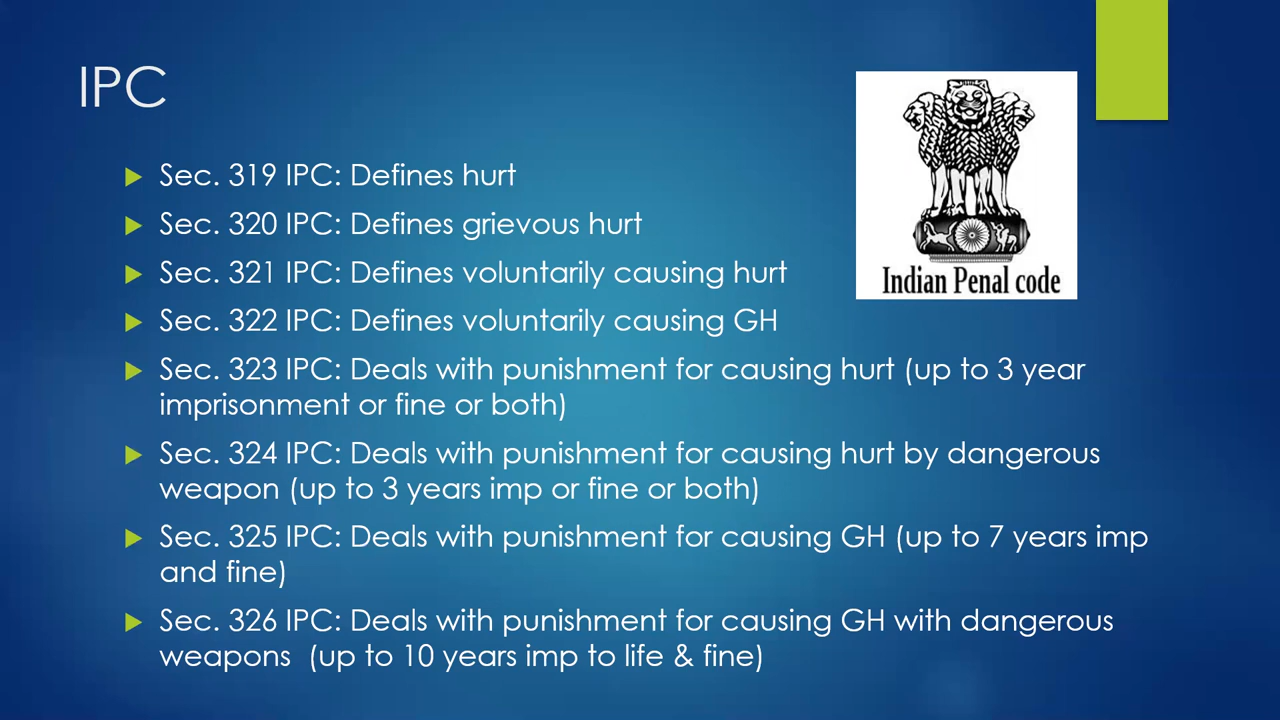 IPC
Indian Penal code
Sec. 319 IPC: Defines hurt
Sec. 320 IPC: Defines grievous hurt
Sec. 321 IPC: Defines voluntarily causing hurt
Sec. 322 IPC: Defines voluntarily causing GH
Sec. 323 IPC: Deals with punishment for causing hurt (up to 3 year
imprisonment or fine or both)
Sec. 324 IPC: Deals with punishment for causing hurt by dangerous
weapon (up to 3 years imp or fine or both)
Sec. 325 IPC: Deals with punishment for causing GH (up to 7 years imp
and fine)
Sec. 326 IPC: Deals with punishment for causing GH with dangerous
weapons  (up to 10 years imp to life & fine)